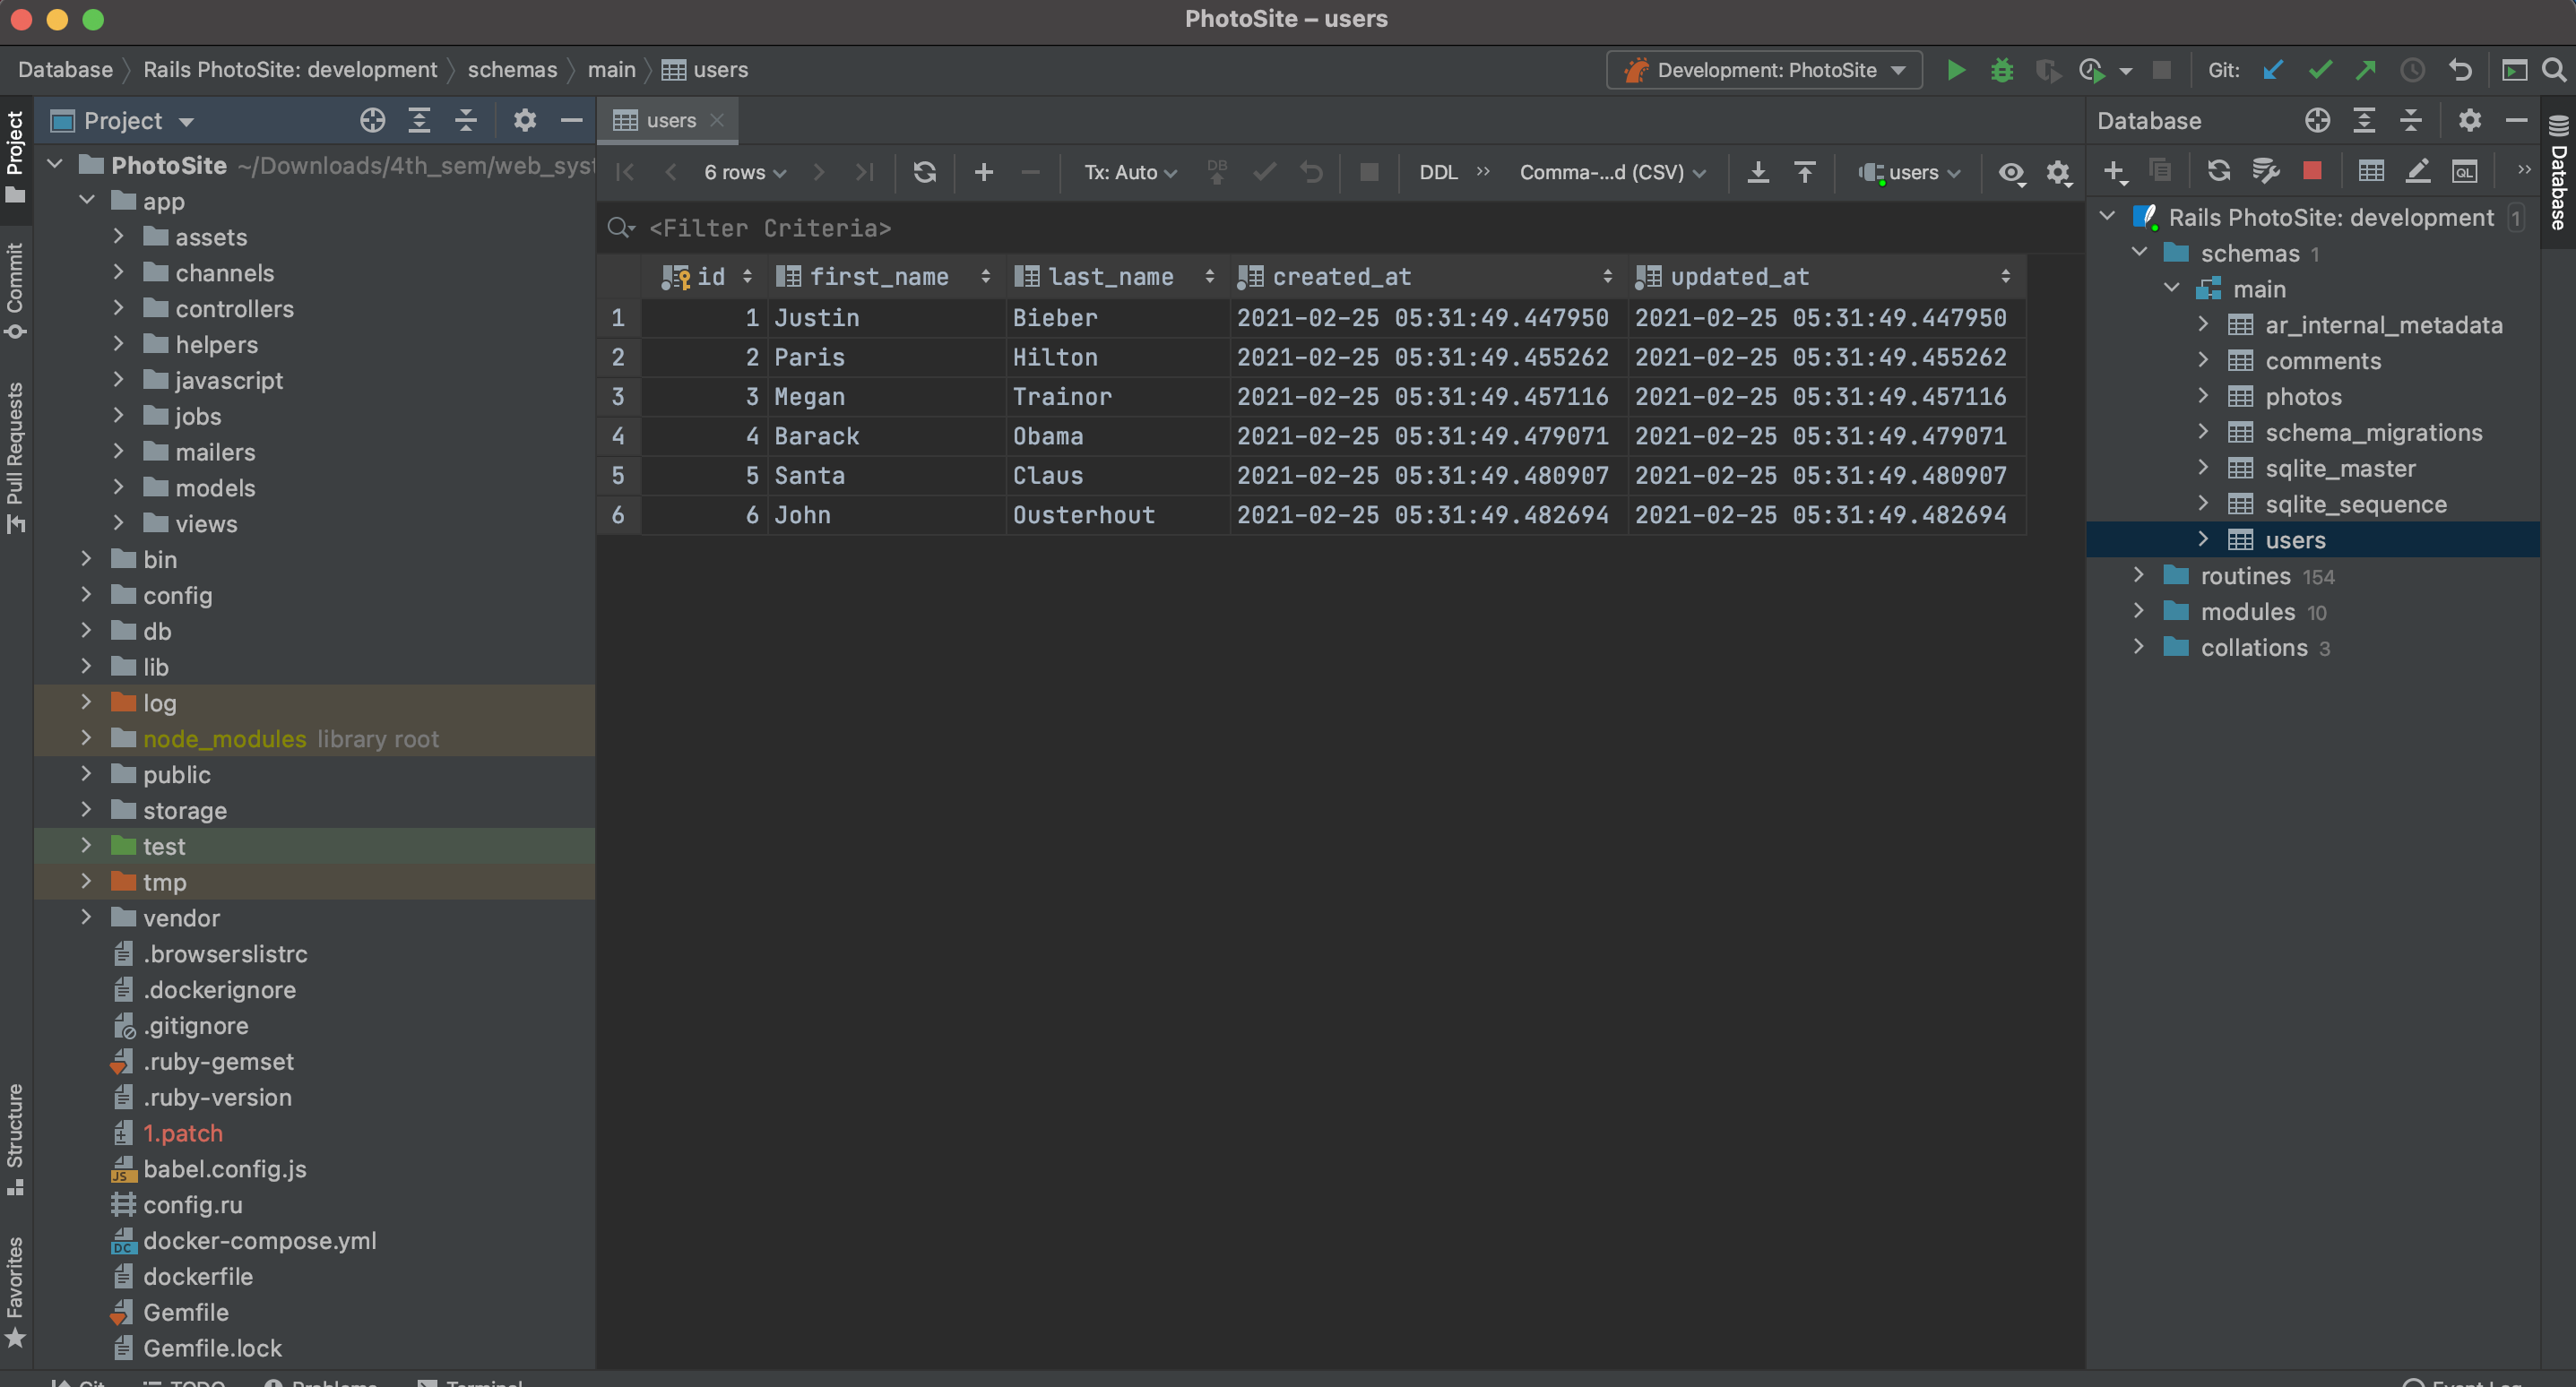 PhotoSite – users
Database Rails PhotoSite: development schemas main users
Development: PhotoSite Git:
Project
Commit
Pull Requests
Structure
Favorites
Project
PhotoSite ~/Downloads/4th_sem/web_syst
app
assets
channels
controllers
helpers
javascript
jobs
mailers
models
views
bin
config
db
lib
log
node_modules library root
public
storage
test
tmp
vendor
.browserslistrc
.dockerignore
.gitignore
.ruby-gemset
.ruby-version
1.patch
babel.config.js
config.ru
docker-compose.yml
dockerfile
Gemfile
Gemfile.lock
users
6 rows Tx: Auto DB DDL Comma-...d (CSV) users
<Filter Criteria>
id first_name last_name created_at updated_at
1 1 Justin Bieber 2021-02-25 05:31:49.447950 2021-02-25 05:31:49.447950
2 2 Paris Hilton 2021-02-25 05:31:49.455262 2021-02-25 05:31:49.455262
3 3 Megan Trainor 2021-02-25 05:31:49.457116 2021-02-25 05:31:49.457116
4 4 Barack Obama 2021-02-25 05:31:49.479071 2021-02-25 05:31:49.479071
5 5 Santa Claus 2021-02-25 05:31:49.480907 2021-02-25 05:31:49.480907
6 6 John Ousterhout 2021-02-25 05:31:49.482694 2021-02-25 05:31:49.482694
Database
QL
Rails PhotoSite: development 1
schemas 1
main
ar_internal_metadata
comments
photos
schema_migrations
sqlite_master
sqlite_sequence
users
routines 154
modules 10
collations 3
Database
Git TODO Problems Terminal Event Log